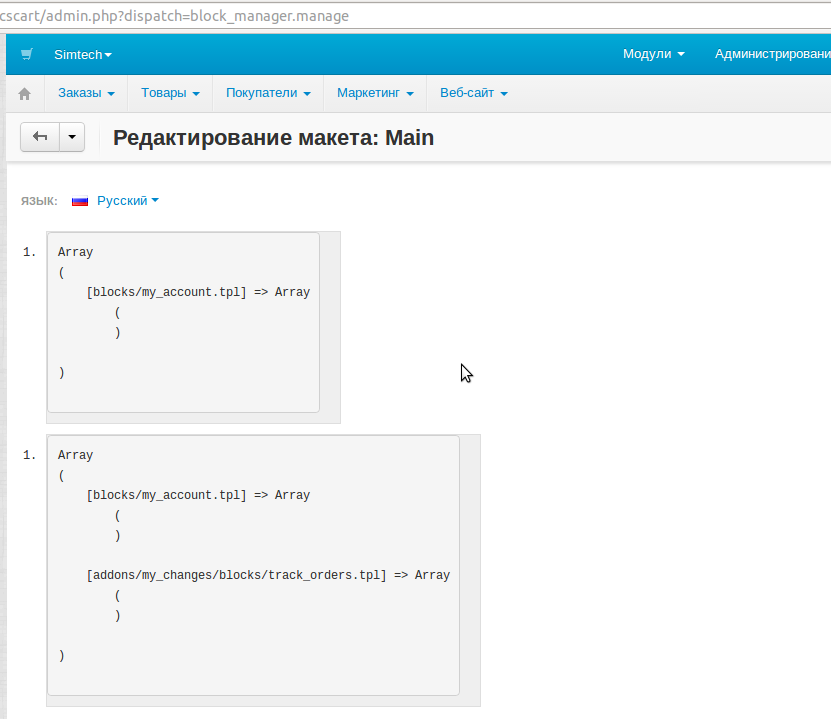 cscart/admin.php?dispatch=block_manager.manage
Simtech Модули Администрировани
Заказы Товары Покупатели Маркетинг Веб-сайт
Редактирование макета: Main
ЯЗЫК: Русский
1. Array
(
[blocks/my_account.tpl] => Array
(
)
)
1. Array
(
[blocks/my_account.tpl] => Array
(
)
[addons/my_changes/blocks/track_orders.tpl] => Array
(
)
)